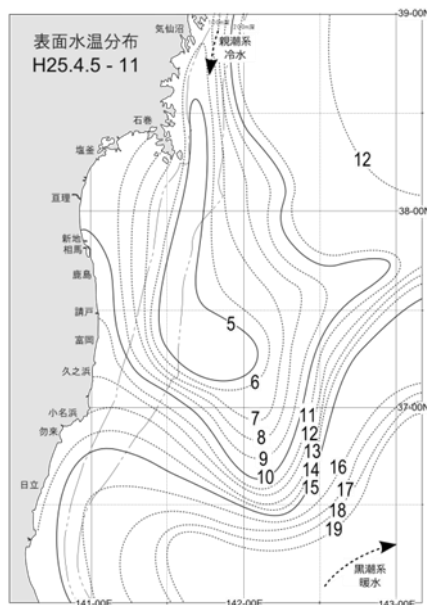 表面水温分布
H25.4.5 - 11
気仙沼
親潮系
冷水
39-00N
石巻
塩釜
12
亘理
38-00N
新地
相馬
鹿島
請戸
5
富岡
6
久之浜
7
11
37-00N
小名浜
8
12
勿来
9
13
10
14
16
15
17
日立
18
19
黒潮系
暖水
141-00E
142-00E
143-00E